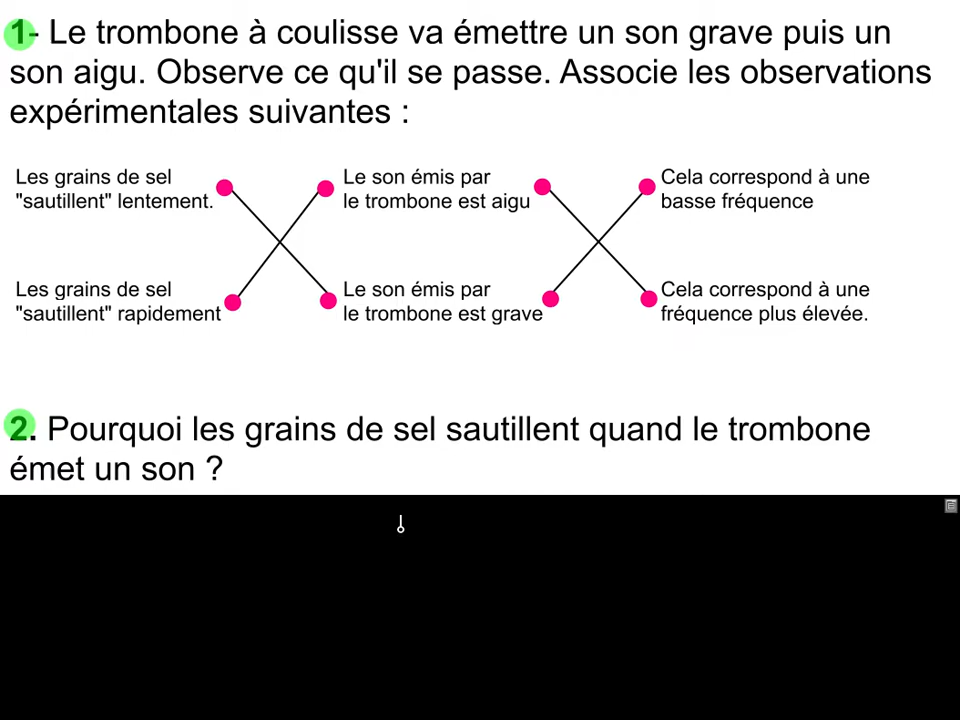 1- Le trombone à coulisse va émettre un son grave puis un
son aigu. Observe ce qu'il se passe. Associe les observations
expérimentales suivantes :
Les grains de sel
"sautillent" lentement.
Le son émis par
le trombone est aigu
Cela correspond à une
basse fréquence
Les grains de sel
"sautillent" rapidement
Le son émis par
le trombone est grave
Cela correspond à une
fréquence plus élevée.
2. Pourquoi les grains de sel sautillent quand le trombone
émet un son ?